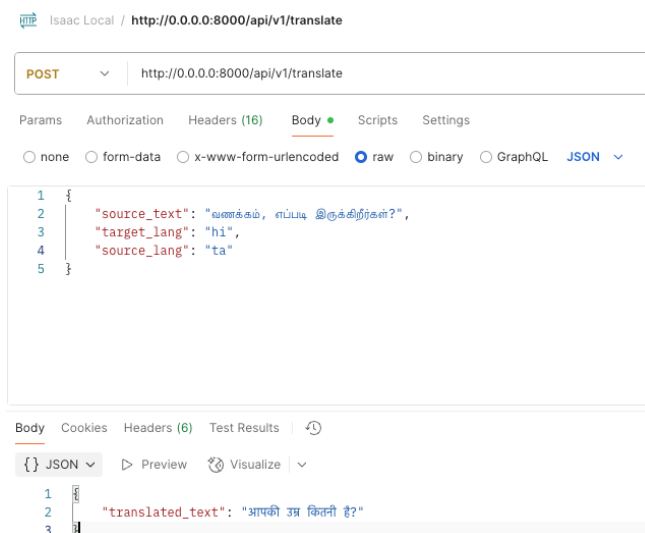 HTTP Isaac Local / http://0.0.0.0:8000/api/v1/translate
POST http://0.0.0.0:8000/api/v1/translate
Params Authorization Headers (16) Body Scripts Settings
none form-data x-www-form-urlencoded raw binary GraphQL JSON
1 {
2 "source_text": "வணக்கம், எப்படி இருக்கிறீர்கள்?",
3 "target_lang": "hi",
4 "source_lang": "ta"
5 }
Body Cookies Headers (6) Test Results
{} JSON Preview Visualize
1 {
2 "translated_text": "आपकी उम्र कितनी है?"
3 }